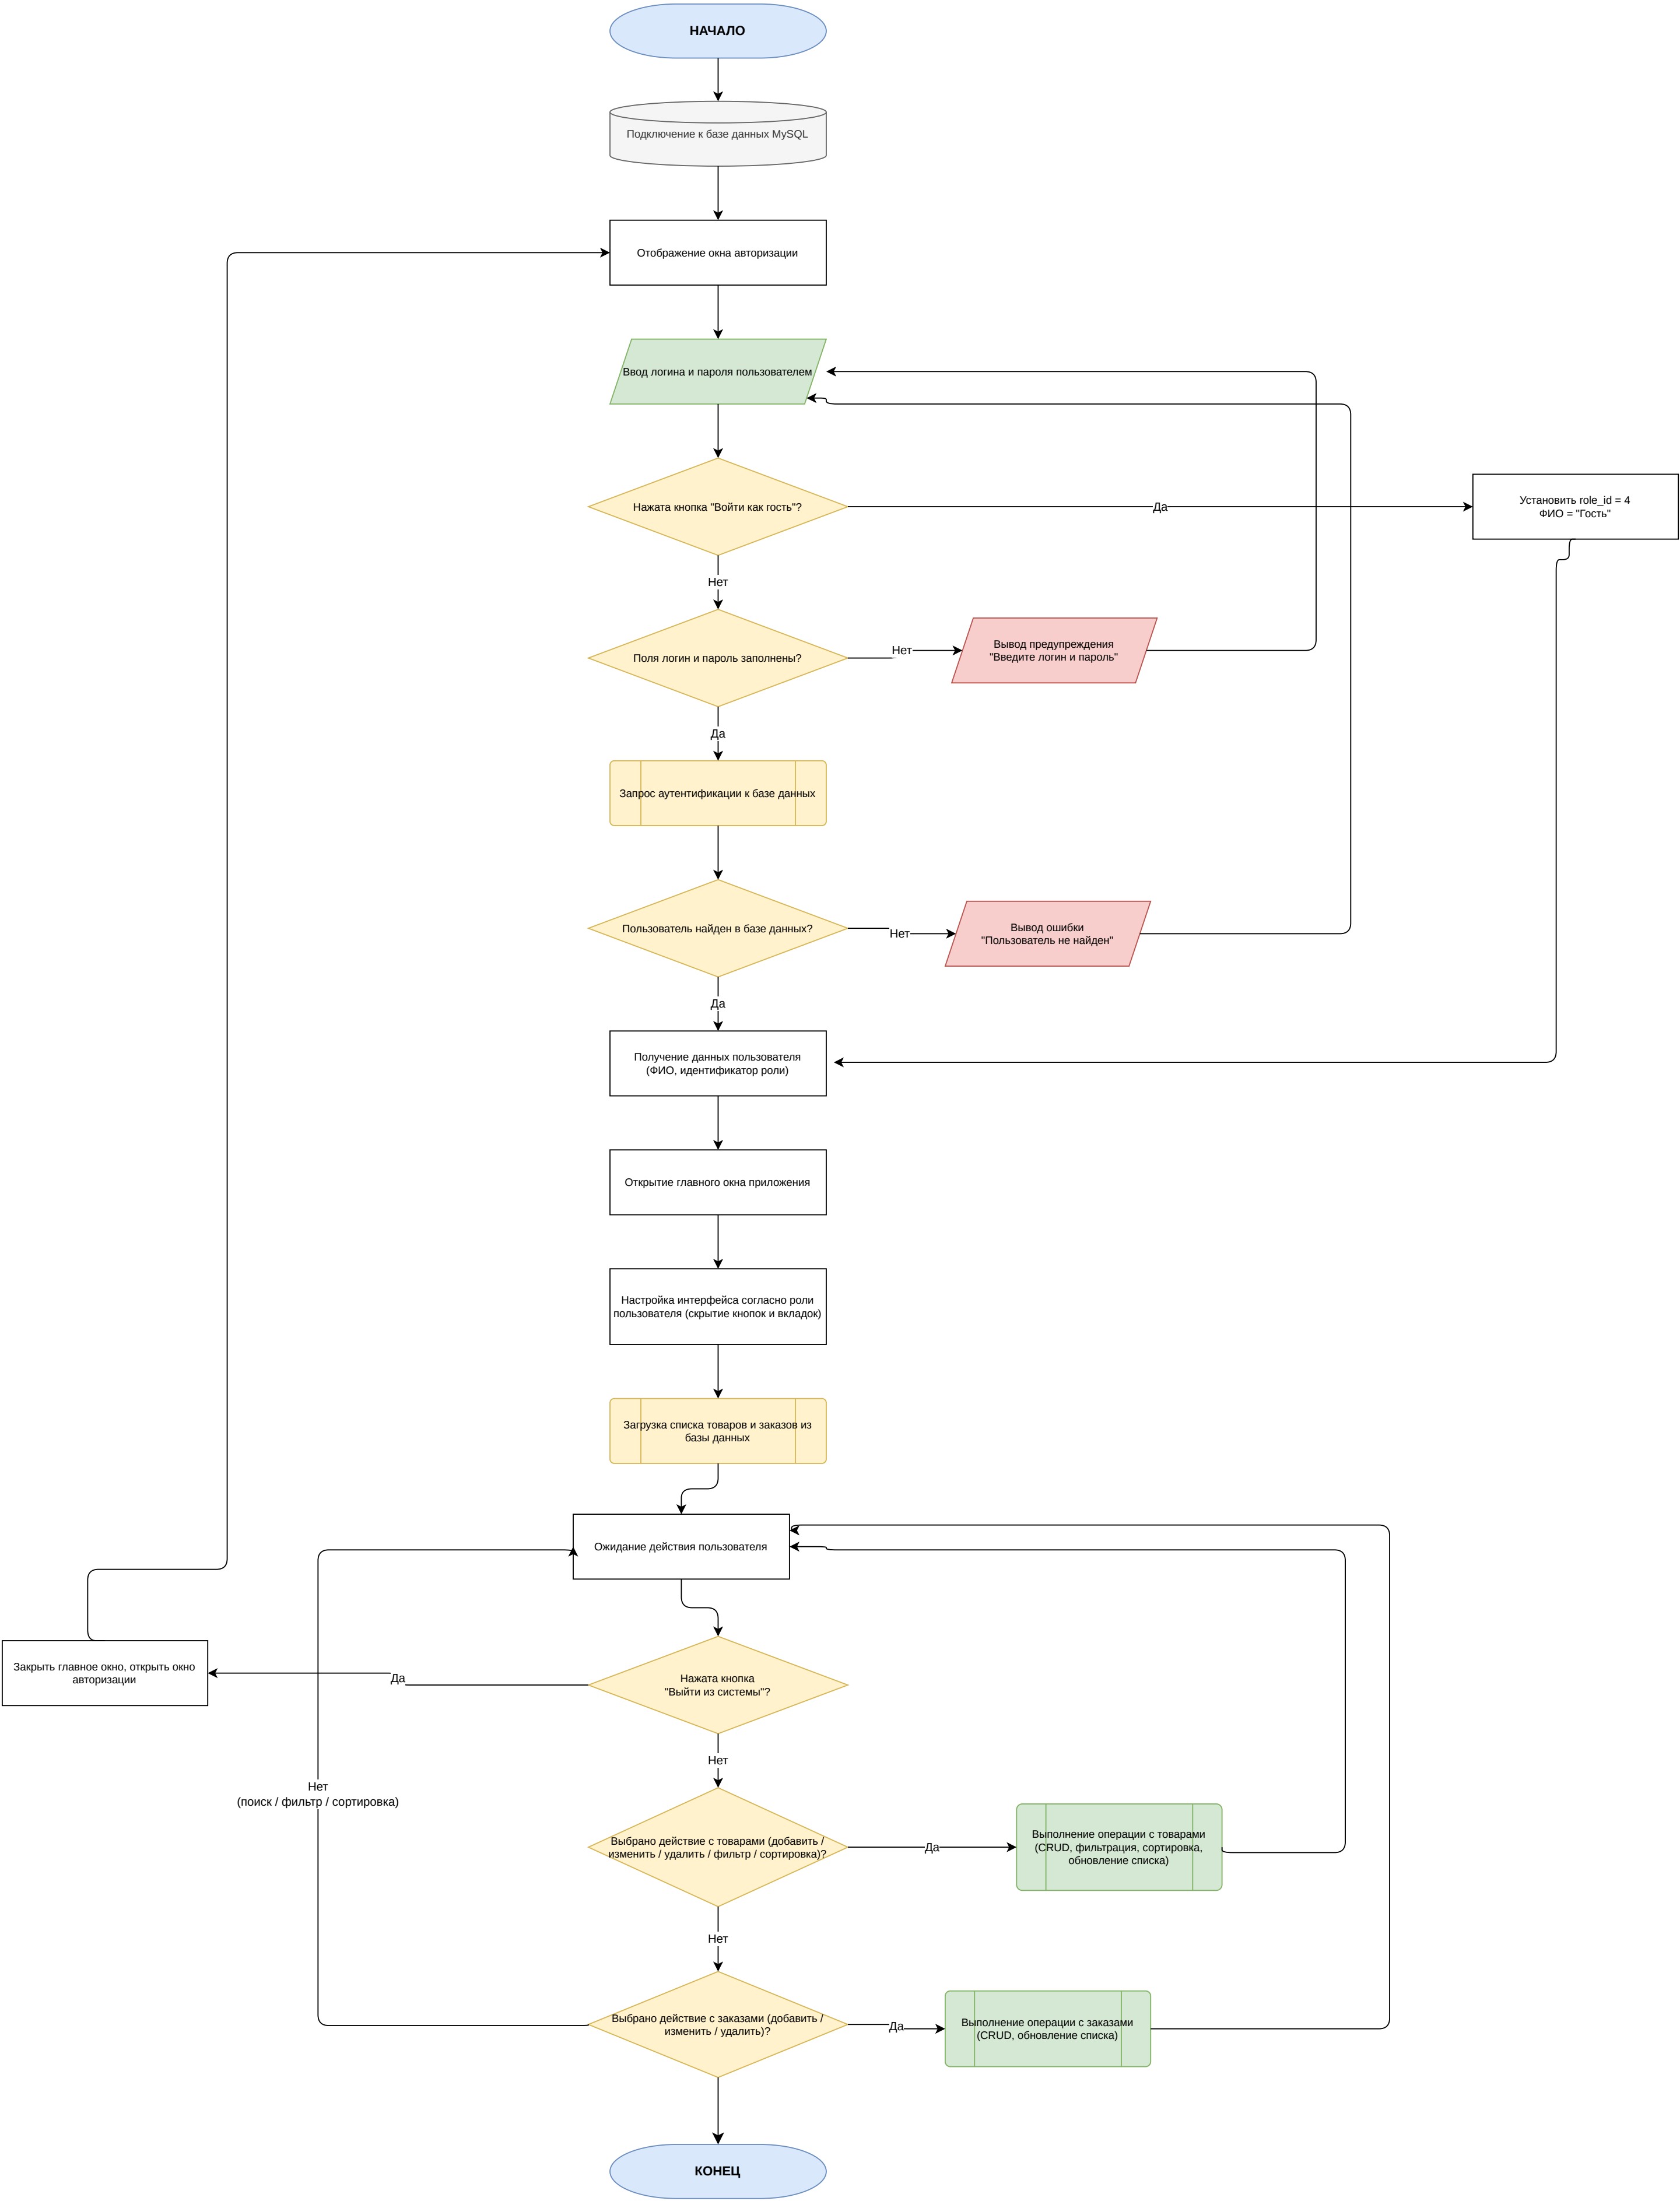 НАЧАЛО
Подключение к базе данных MySQL
Отображение окна авторизации
Ввод логина и пароля пользователем
Нажата кнопка "Войти как гость"?
Да
Установить role_id = 4
ФИО = "Гость"
Нет
Поля логин и пароль заполнены?
Нет
Вывод предупреждения
"Введите логин и пароль"
Да
Запрос аутентификации к базе данных
Пользователь найден в базе данных?
Нет
Вывод ошибки
"Пользователь не найден"
Да
Получение данных пользователя
(ФИО, идентификатор роли)
Открытие главного окна приложения
Настройка интерфейса согласно роли
пользователя (скрытие кнопок и вкладок)
Загрузка списка товаров и заказов из
базы данных
Ожидание действия пользователя
Закрыть главное окно, открыть окно
авторизации
Да
Нажата кнопка
"Выйти из системы"?
Нет
Нет
(поиск / фильтр / сортировка)
Выбрано действие с товарами (добавить /
изменить / удалить / фильтр / сортировка)?
Да
Выполнение операции с товарами
(CRUD, фильтрация, сортировка,
обновление списка)
Нет
Выбрано действие с заказами (добавить /
изменить / удалить)?
Да
Выполнение операции с заказами
(CRUD, обновление списка)
КОНЕЦ